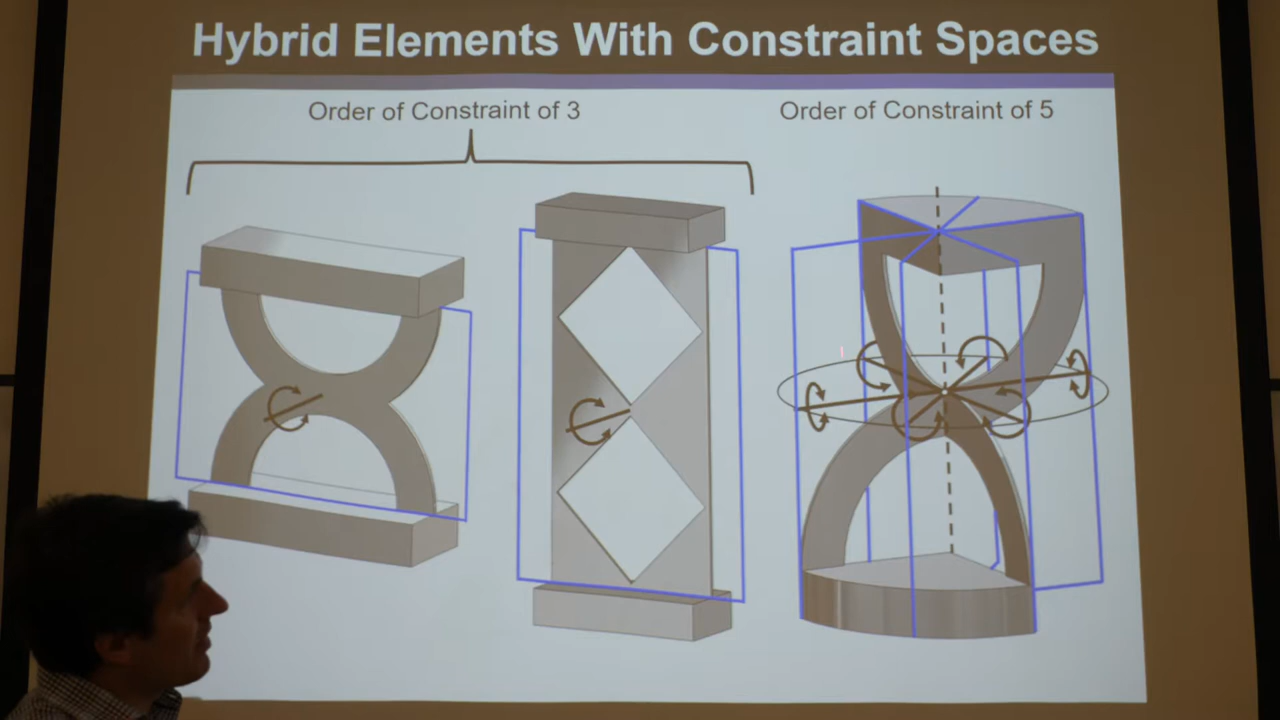 Hybrid Elements With Constraint Spaces
Order of Constraint of 3
Order of Constraint of 5